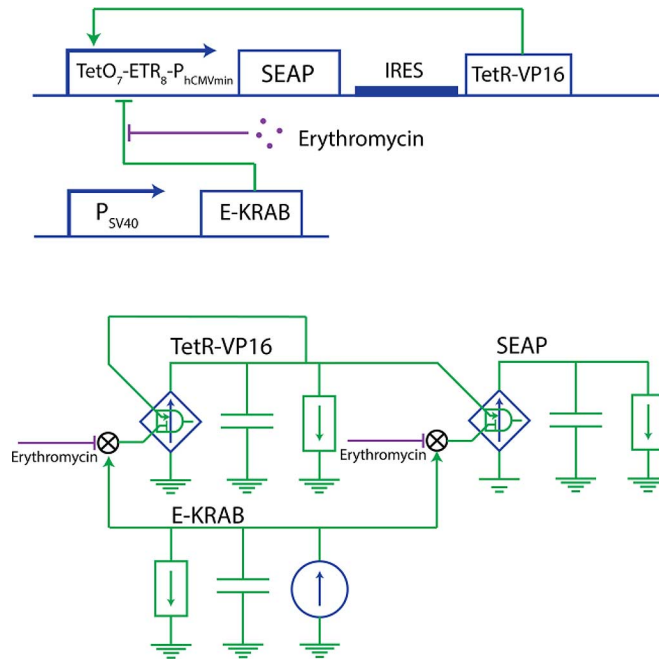 TetO7-ETR8-PhCMVmin
SEAP
IRES
TetR-VP16
Erythromycin
PSV40
E-KRAB
TetR-VP16
SEAP
Erythromycin
Erythromycin
E-KRAB